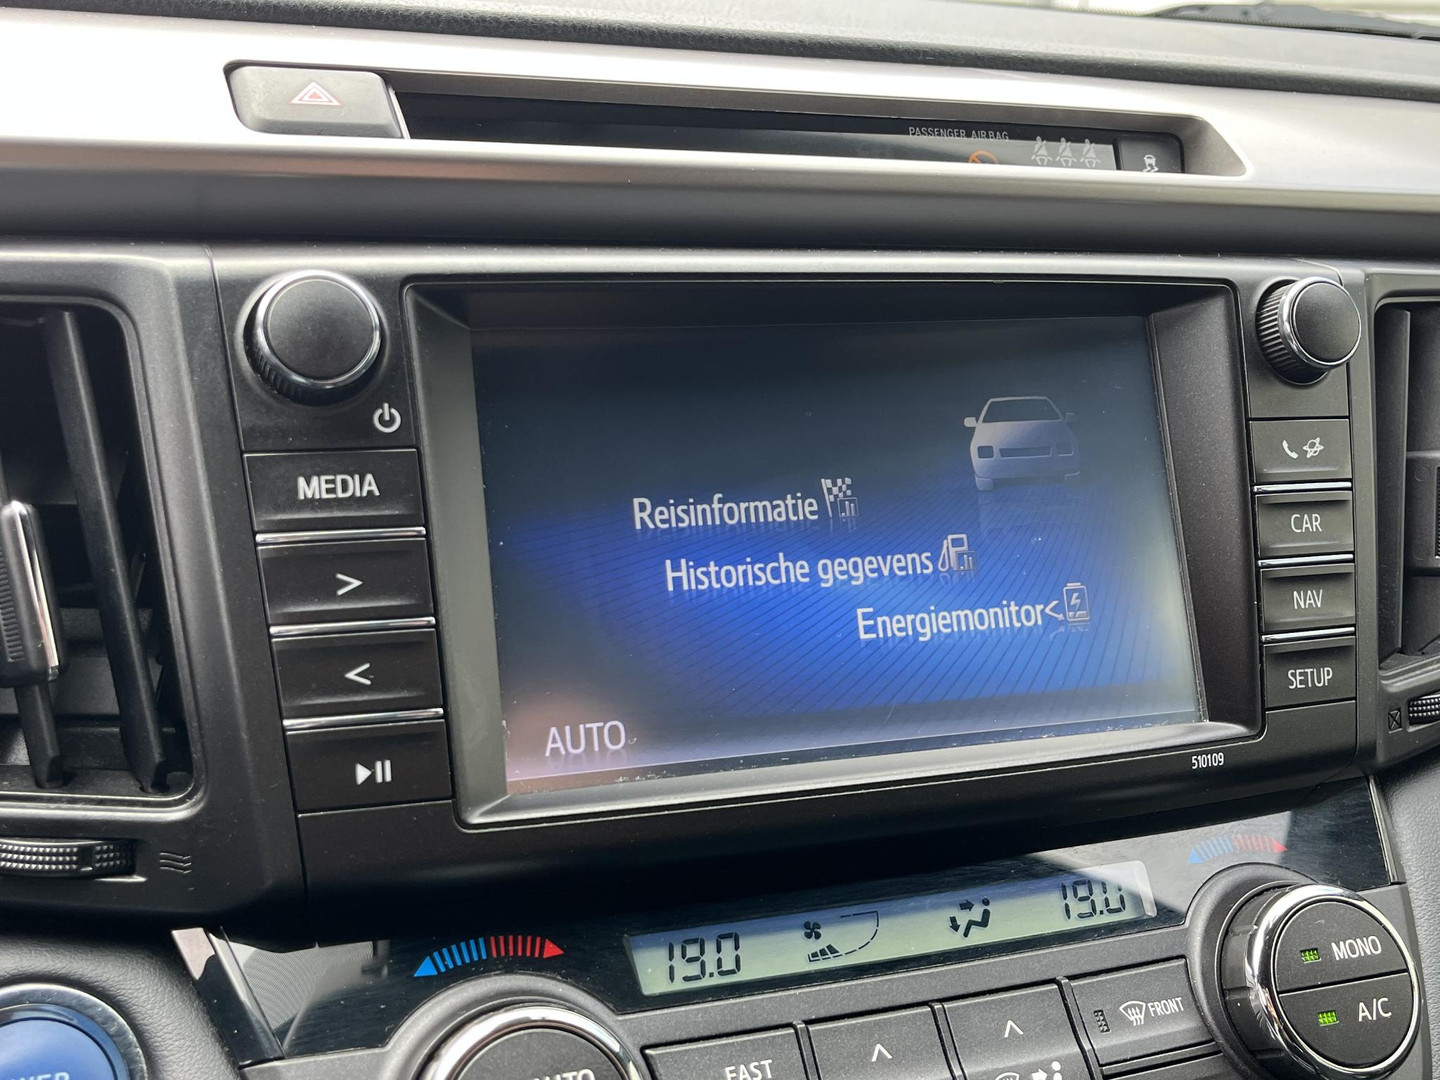 PASSENGER AIR BAG
MEDIA
>
<
Reisinformatie
Historische gegevens
Energiemonitor
AUTO
CAR
NAV
SETUP
510109
19.0
19.0
MONO
A/C
FRONT
FAST
AUTO